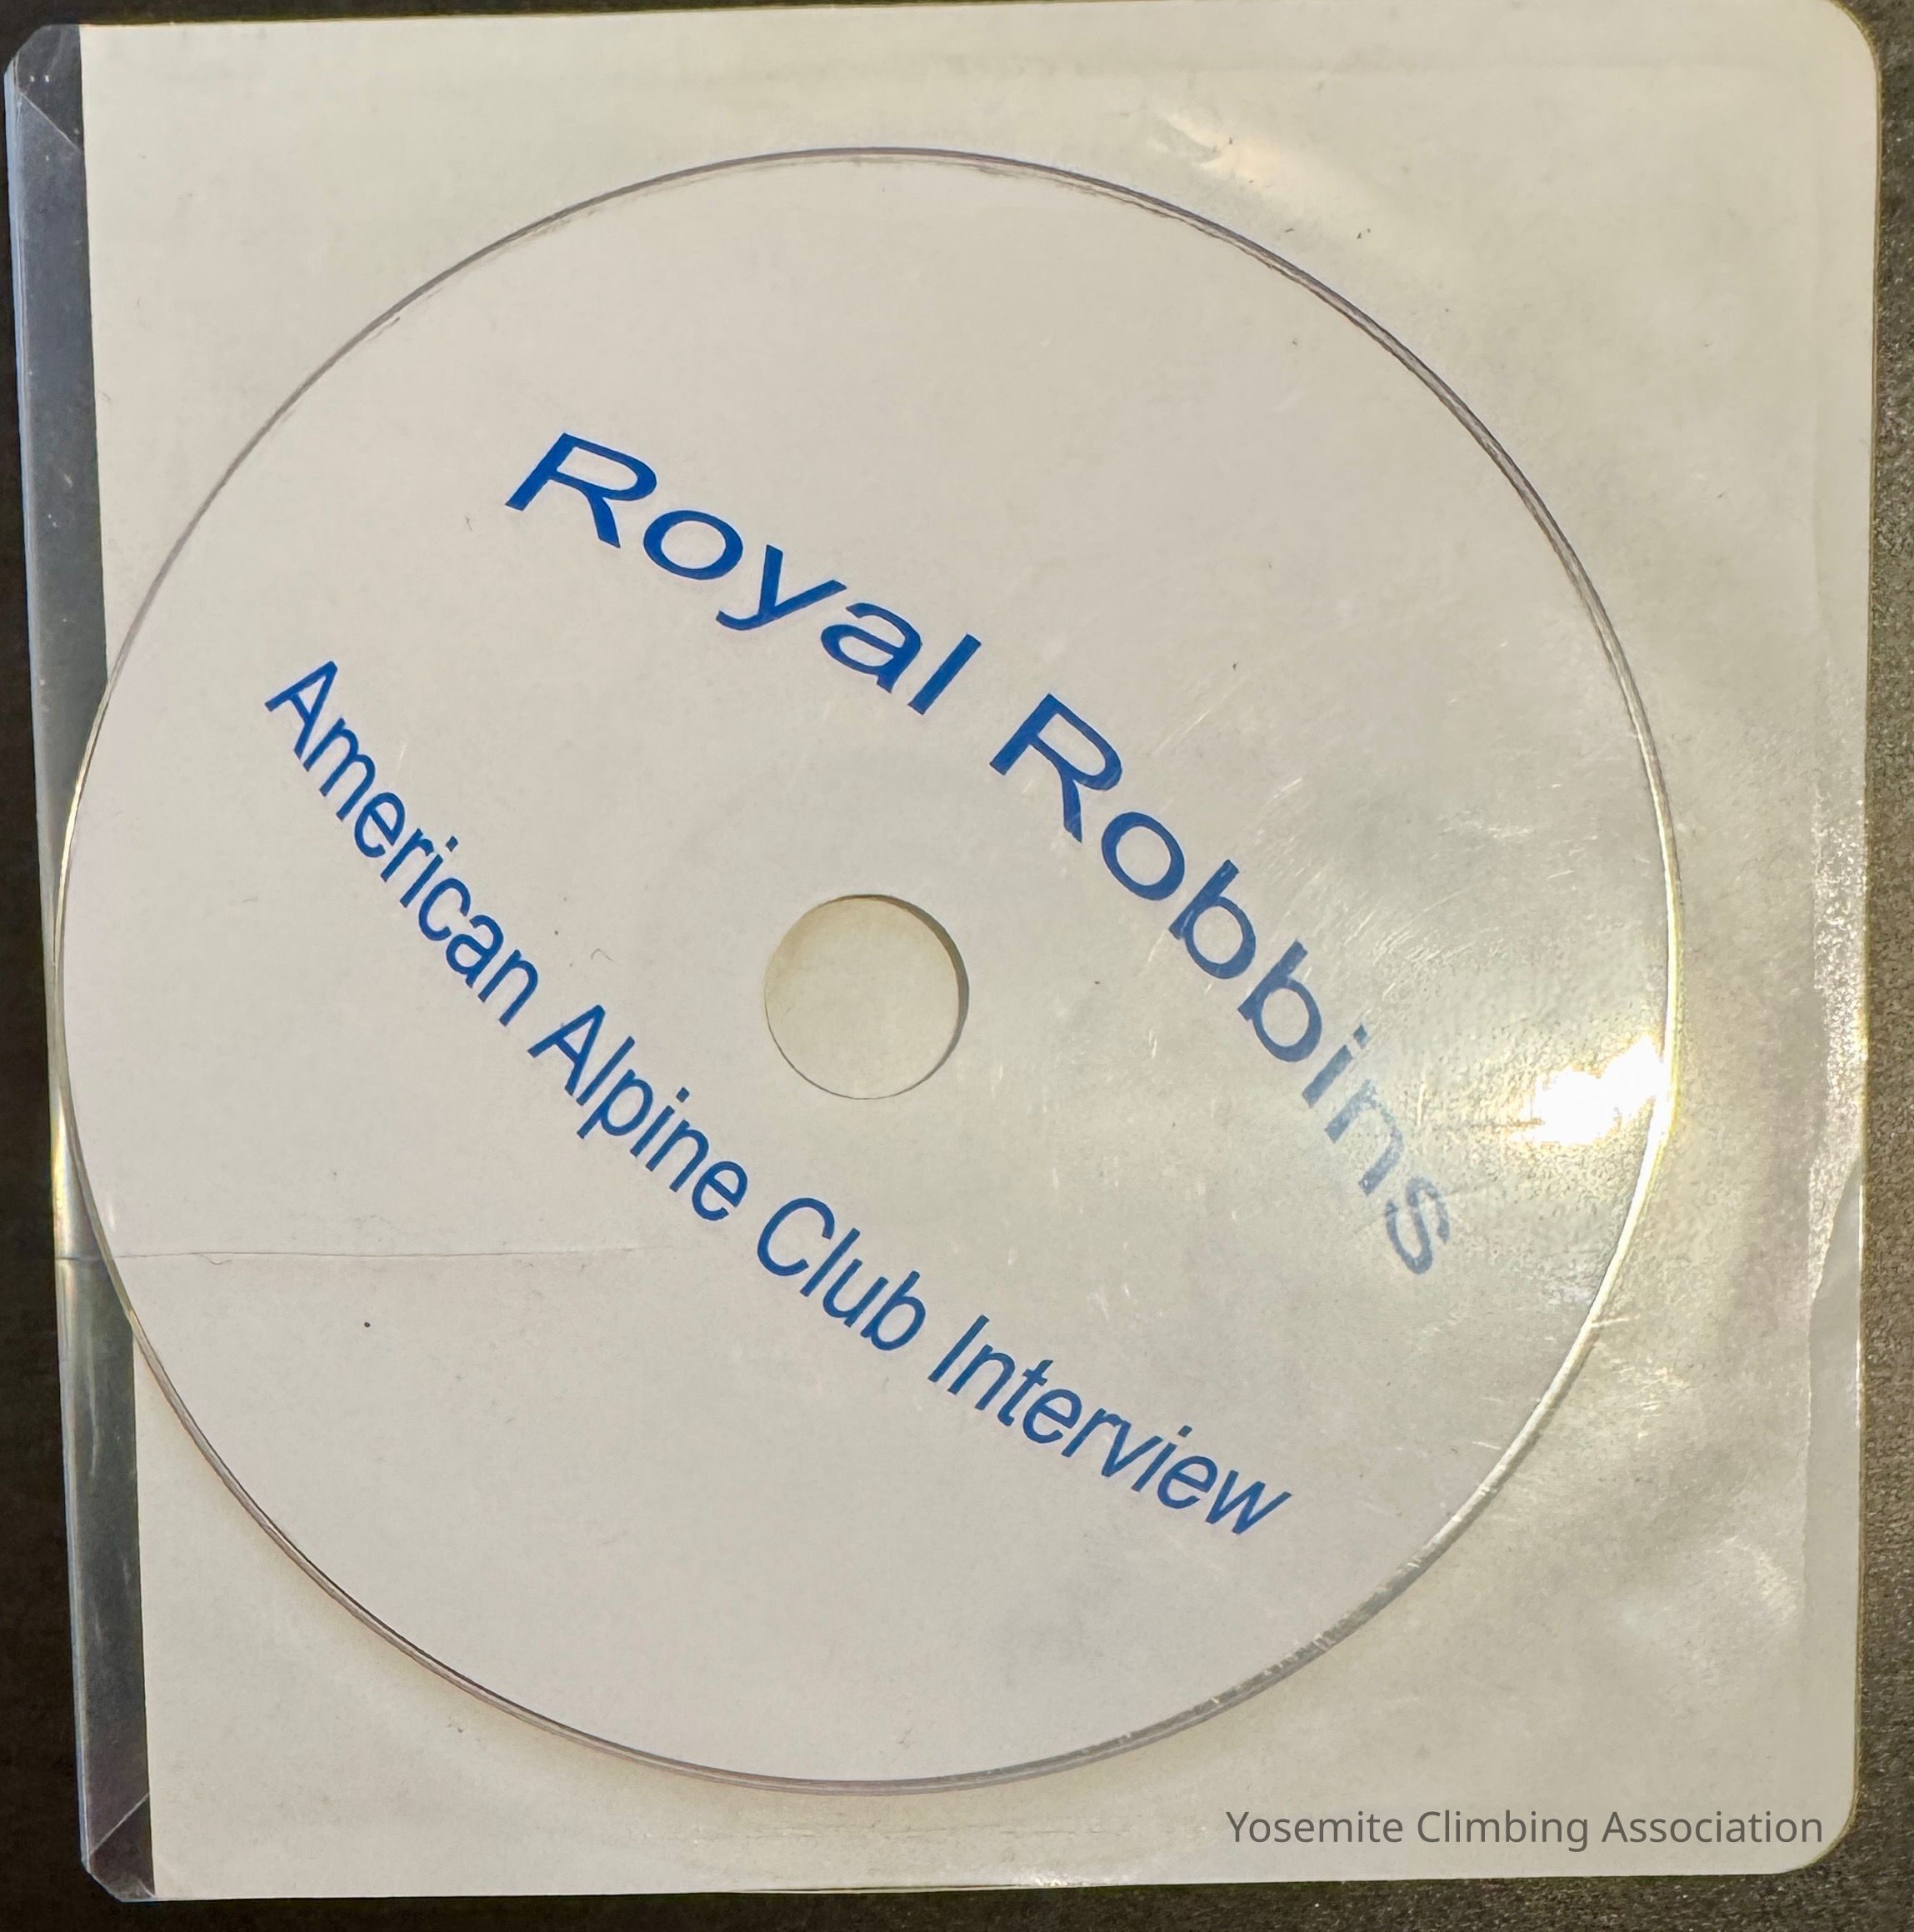 Royal Robbins
American Alpine Club Interview
Yosemite Climbing Association